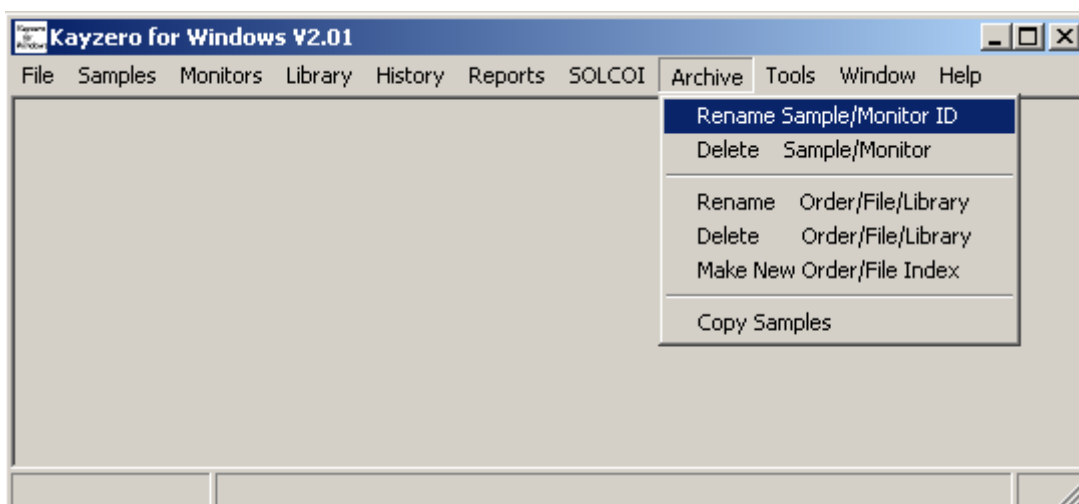 Kayzero for Windows V2.01
File Samples Monitors Library History Reports SOLCOI Archive Tools Window Help
Rename Sample/Monitor ID
Delete Sample/Monitor
Rename Order/File/Library
Delete Order/File/Library
Make New Order/File Index
Copy Samples